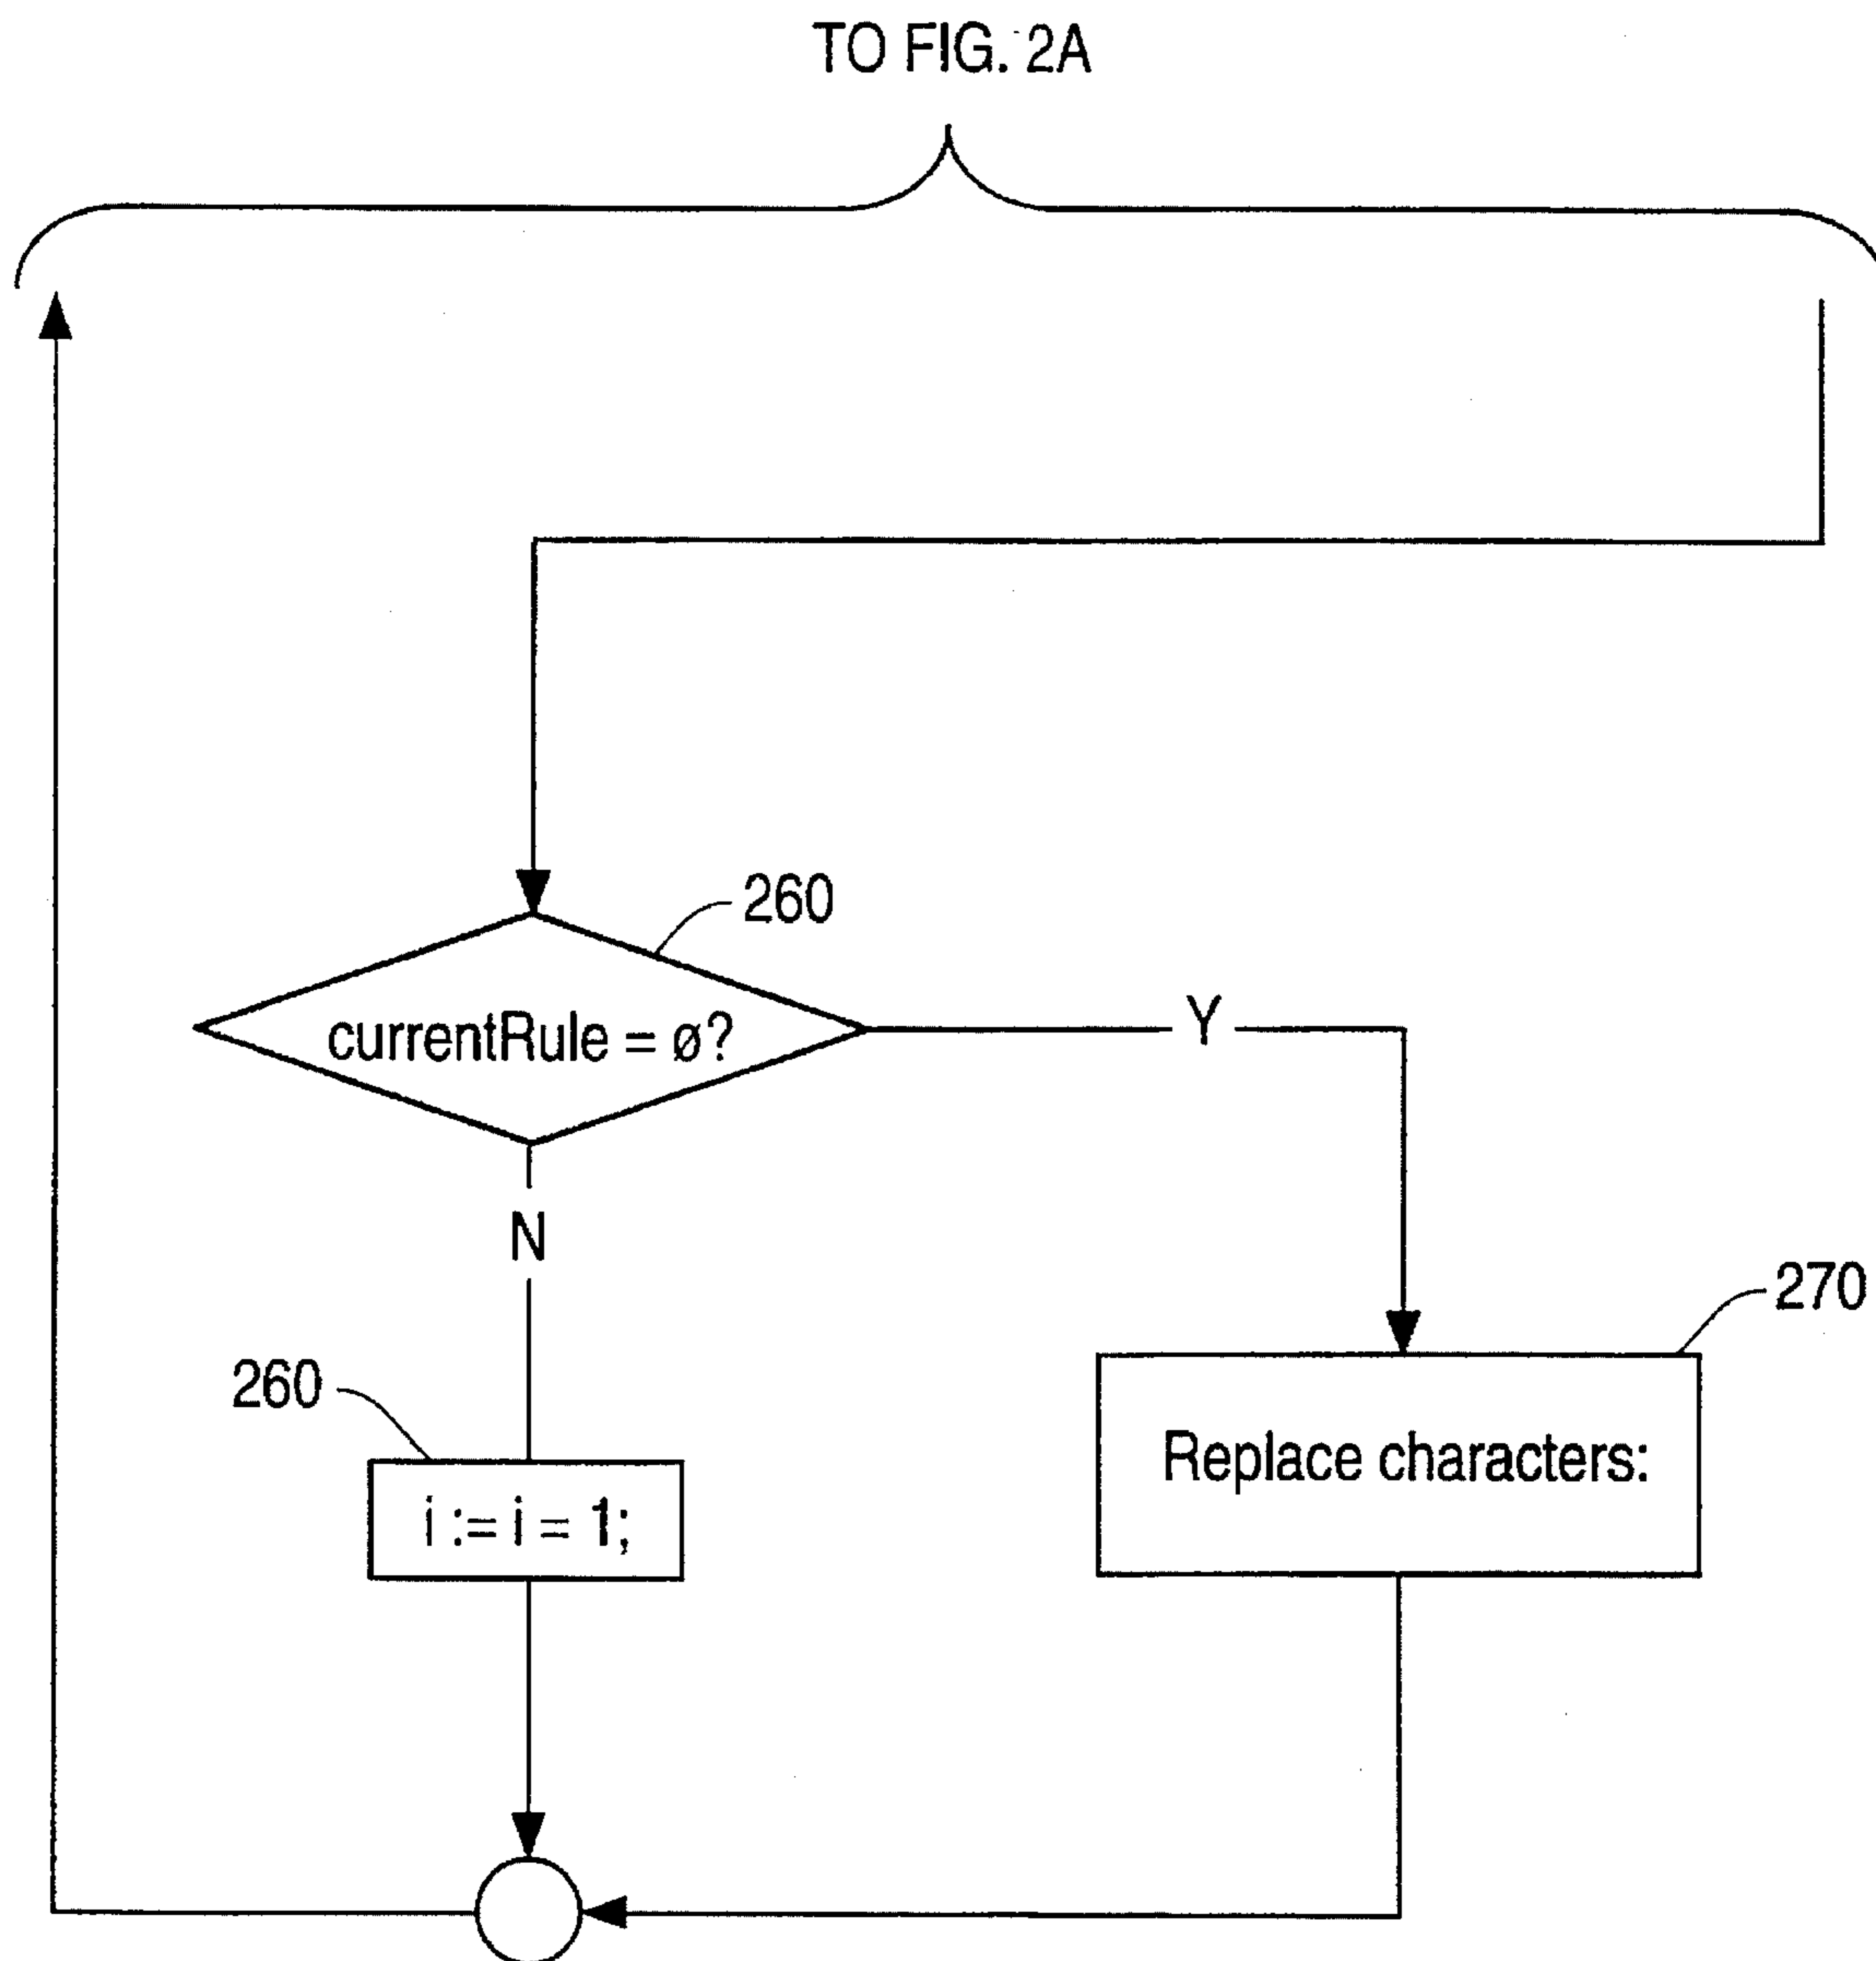 TO FIG. 2A
260
currentRule = ø?
Y
N
270
260
Replace characters:
i := i = 1;